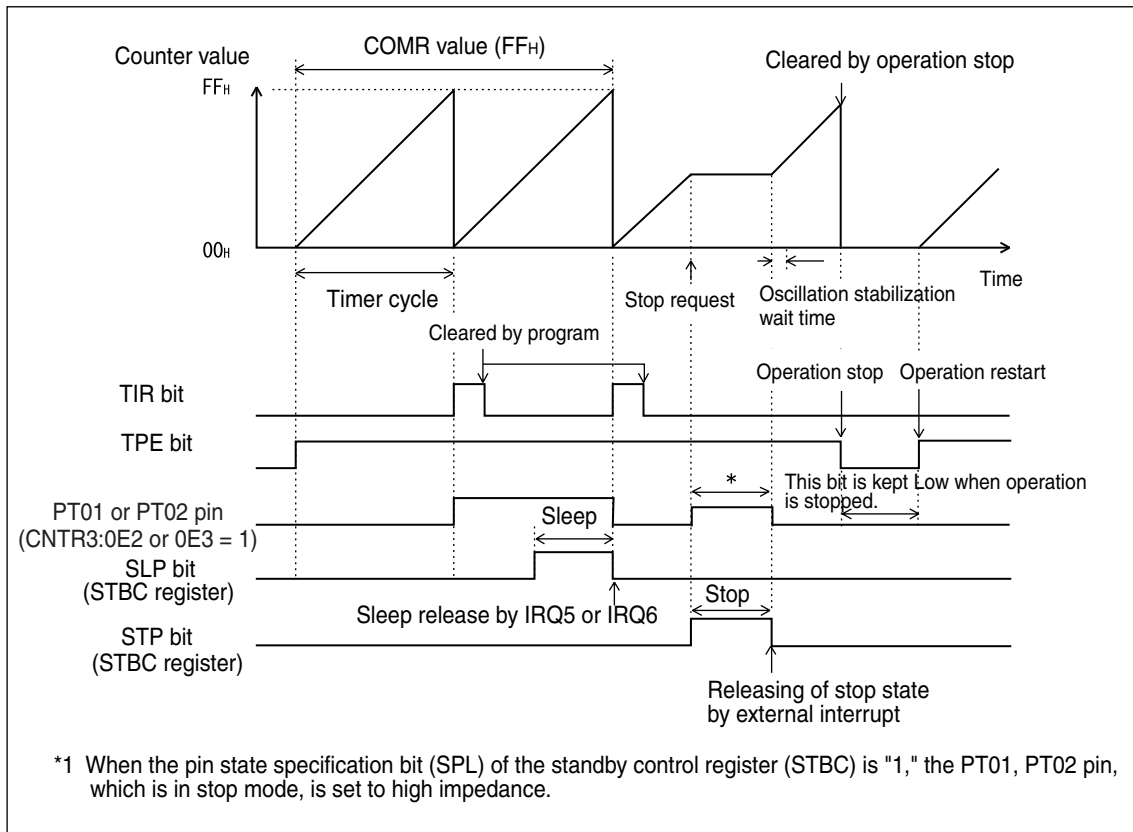 COMR value (FFH)
Counter value
Cleared by operation stop
FFH
00H
Time
Timer cycle
Stop request
Oscillation stabilization
wait time
Cleared by program
Operation stop
Operation restart
TIR bit
TPE bit
*
This bit is kept Low when operation
is stopped.
PT01 or PT02 pin
(CNTR3:0E2 or 0E3 = 1)
Sleep
SLP bit
(STBC register)
Stop
Sleep release by IRQ5 or IRQ6
STP bit
(STBC register)
Releasing of stop state
by external interrupt
*1 When the pin state specification bit (SPL) of the standby control register (STBC) is "1," the PT01, PT02 pin,
which is in stop mode, is set to high impedance.